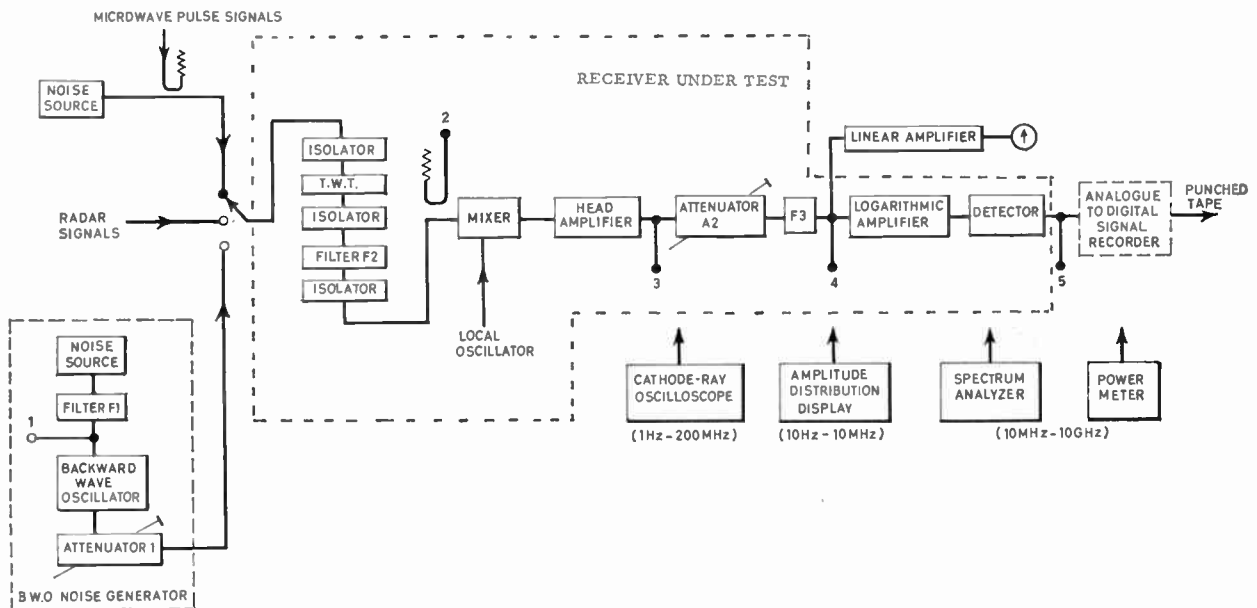 MICRDWAVE PULSE SIGNALS
NOISE
SOURCE
RADAR
SIGNALS
RECEIVER UNDER TEST
ISOLATOR
T.W.T.
ISOLATOR
FILTER F2
ISOLATOR
2
MIXER
LOCAL
OSCILLATOR
HEAD
AMPLIFIER
3
ATTENUATOR
A2
F3
4
LINEAR AMPLIFIER
LOGARITHMIC
AMPLIFIER
DETECTOR
5
ANALOGUE
TO DIGITAL
SIGNAL
RECORDER
PUNCHED
TAPE
NOISE
SOURCE
FILTER F1
1
BACKWARD
WAVE
OSCILLATOR
ATTENUATOR 1
B W.O NOISE GENERATOR
CATHODE-RAY
OSCILLOSCOPE
(1Hz-200MHz)
AMPLITUDE
DISTRIBUTION
DISPLAY
(10Hz-10MHz)
SPECTRUM
ANALYZER
POWER
METER
(10MHz-10GHz)